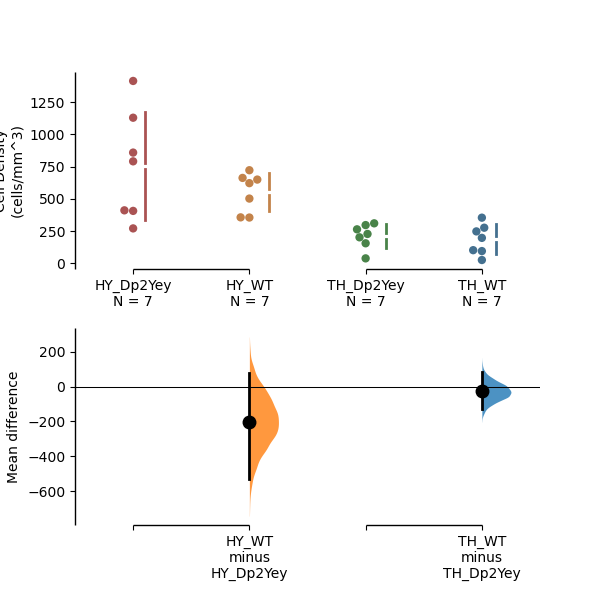 Cell Density
(cells/mm^3)
1250
1000
750
500
250
0
HY_Dp2Yey
N = 7
HY_WT
N = 7
TH_Dp2Yey
N = 7
TH_WT
N = 7
Mean difference
200
0
−200
−400
−600
HY_WT
minus
HY_Dp2Yey
TH_WT
minus
TH_Dp2Yey